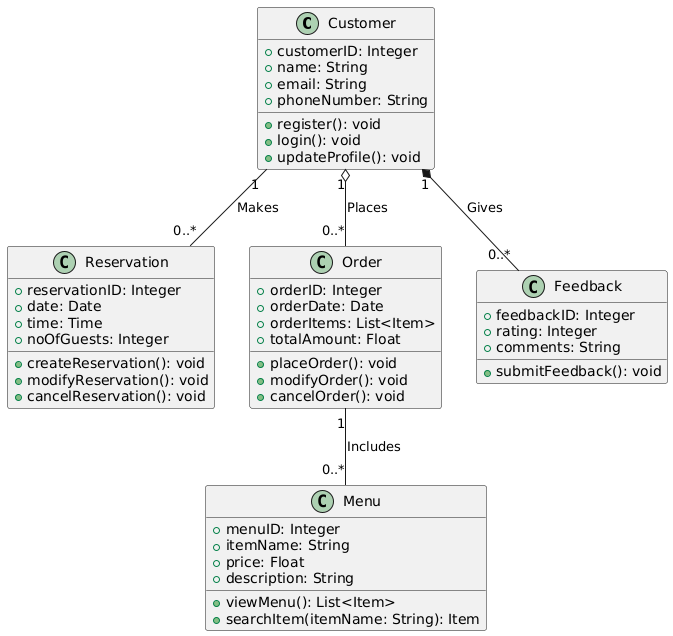 C Customer
customerID: Integer
name: String
email: String
phoneNumber: String
register(): void
login(): void
updateProfile(): void
1
1
1
Makes
Places
Gives
0..*
0..*
0..*
C Reservation
reservationID: Integer
date: Date
time: Time
noOfGuests: Integer
createReservation(): void
modifyReservation(): void
cancelReservation(): void
C Order
orderID: Integer
orderDate: Date
orderItems: List<Item>
totalAmount: Float
placeOrder(): void
modifyOrder(): void
cancelOrder(): void
C Feedback
feedbackID: Integer
rating: Integer
comments: String
submitFeedback(): void
1
Includes
0..*
C Menu
menuID: Integer
itemName: String
price: Float
description: String
viewMenu(): List<Item>
searchItem(itemName: String): Item